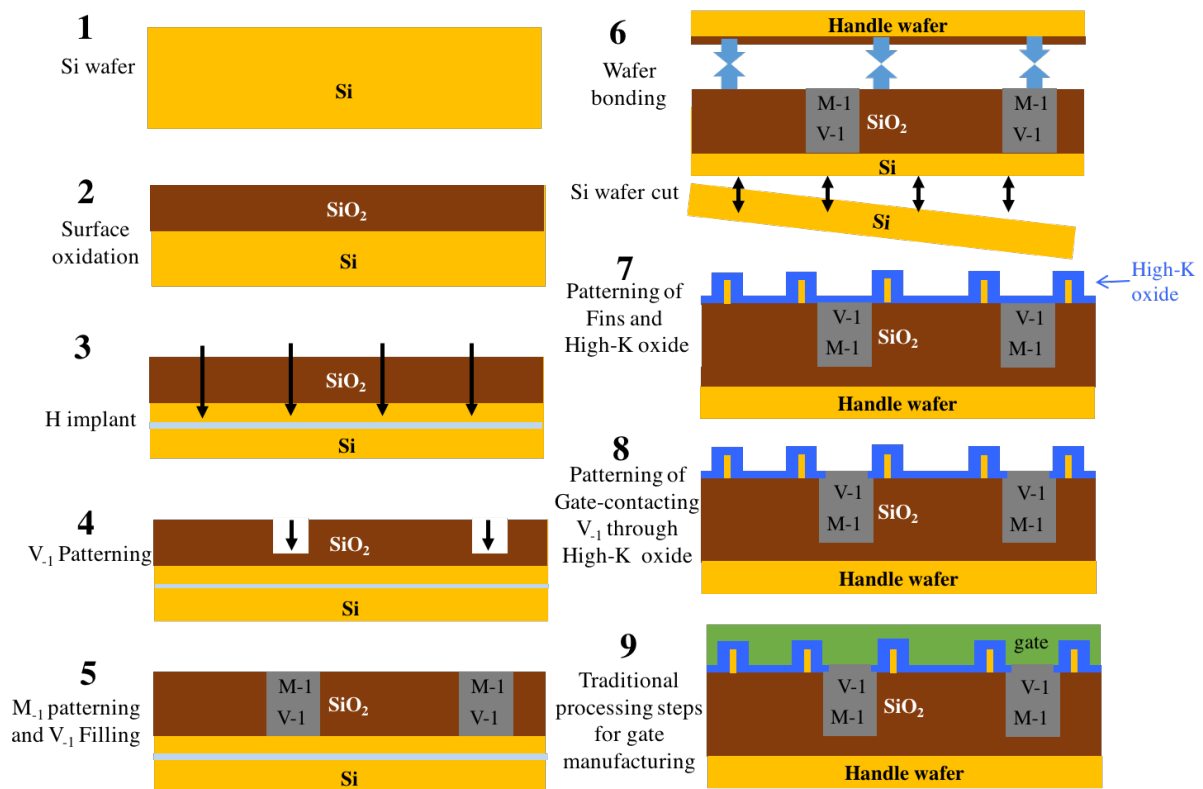 1
Si wafer
Si
2
Surface
oxidation
SiO₂
Si
3
H implant
SiO₂
Si
4
V₋₁ Patterning
SiO₂
Si
5
M₋₁ patterning
and V₋₁ Filling
M-1
V-1
SiO₂
M-1
V-1
Si
6
Wafer
bonding
Handle wafer
M-1
V-1
SiO₂
M-1
V-1
Si
Si wafer cut
Si
7
Patterning of
Fins and
High-K oxide
High-K
oxide
V-1
M-1
SiO₂
V-1
M-1
Handle wafer
8
Patterning of
Gate-contacting
V₋₁ through
High-K oxide
V-1
M-1
SiO₂
V-1
M-1
Handle wafer
9
Traditional
processing steps
for gate
manufacturing
gate
V-1
M-1
SiO₂
V-1
M-1
Handle wafer